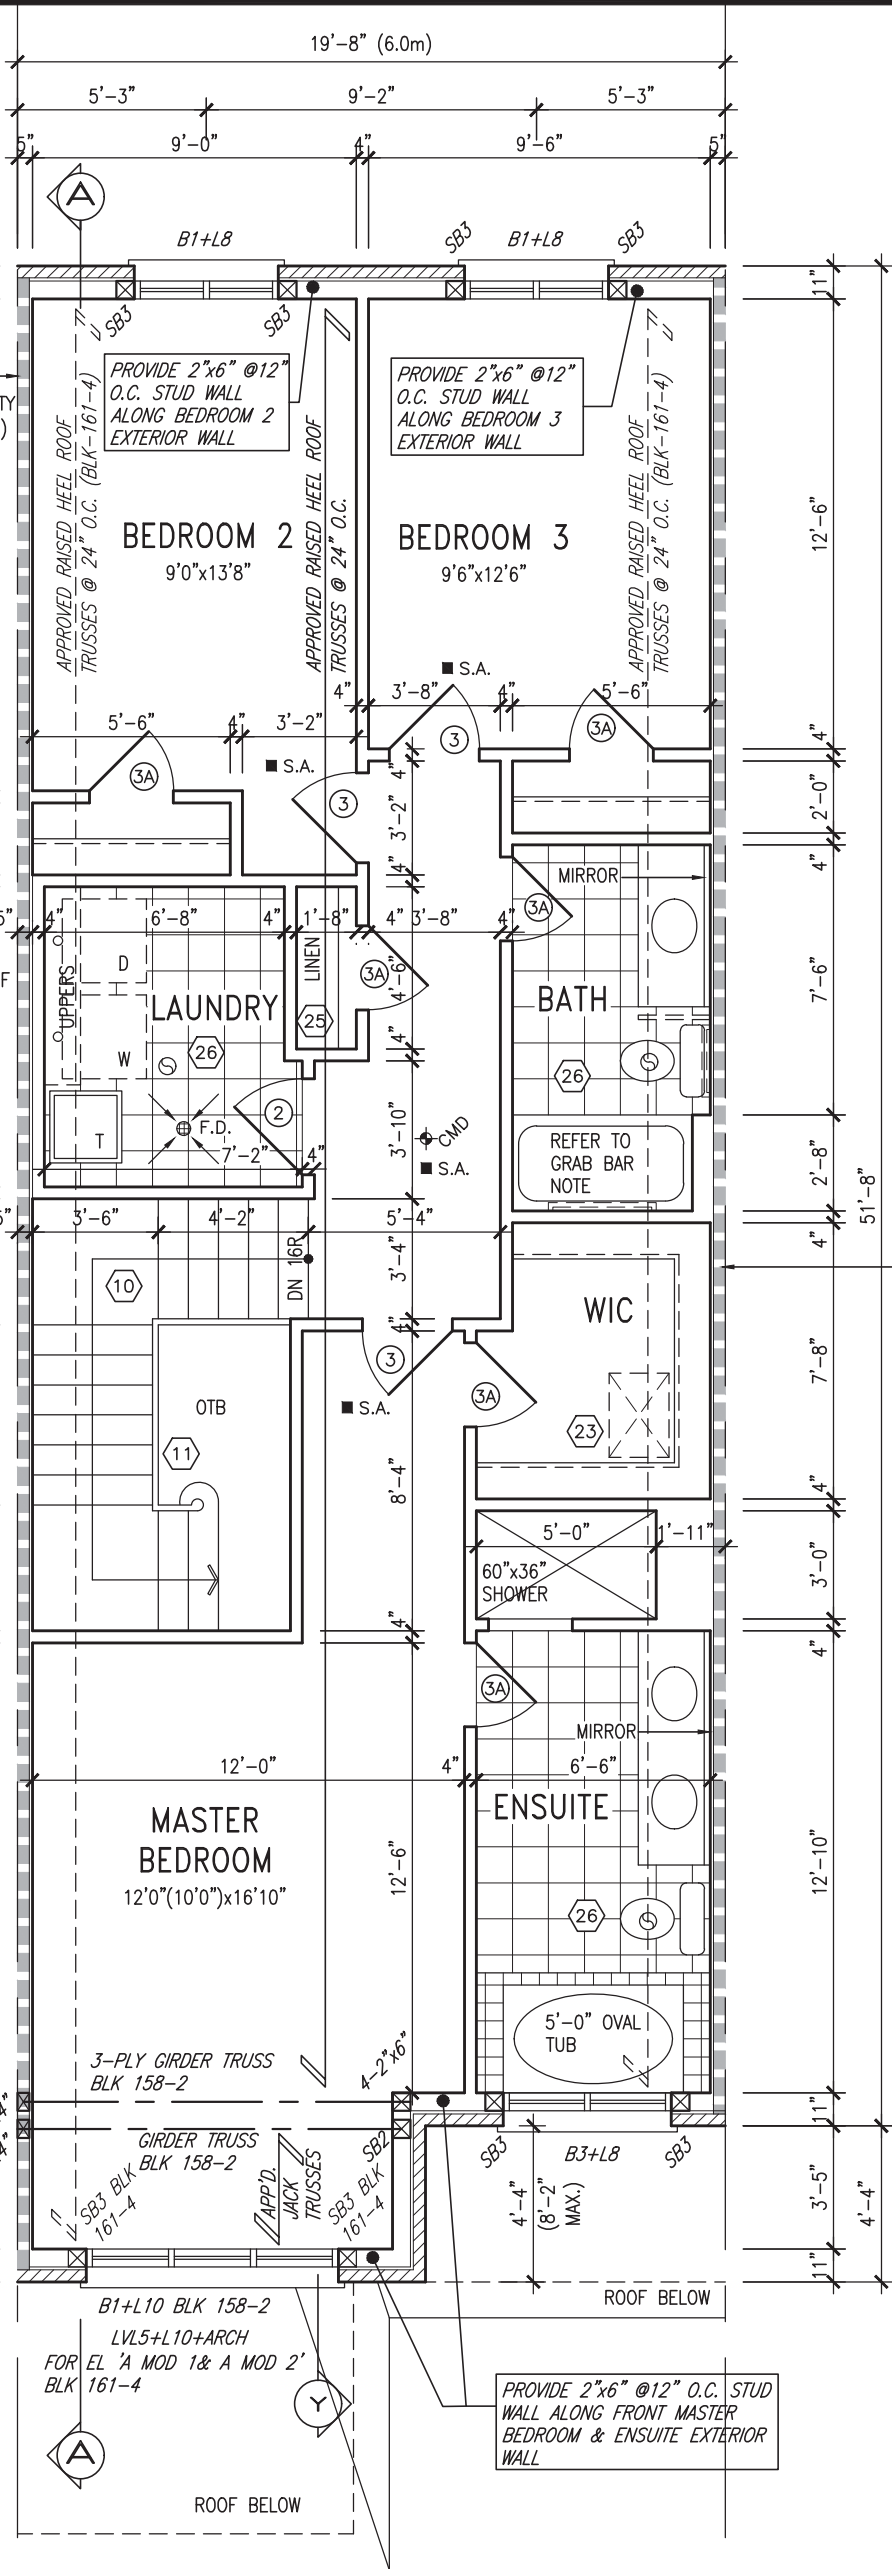 19'-8" (6.0m)
5'-3" 9'-2" 5'-3"
5" 9'-0" 4" 9'-6" 5"
A
B1+L8
SB3
B1+L8
SB3
11"
SB3
SB3
PROVIDE 2"x6" @12"
O.C. STUD WALL
ALONG BEDROOM 2
EXTERIOR WALL
PROVIDE 2"x6" @12"
O.C. STUD WALL
ALONG BEDROOM 3
EXTERIOR WALL
TY
)
APPROVED RAISED HEEL ROOF
TRUSSES @ 24" O.C. (BLK-161-4)
APPROVED RAISED HEEL ROOF
TRUSSES @ 24" O.C.
APPROVED RAISED HEEL ROOF
TRUSSES @ 24" O.C. (BLK-161-4)
BEDROOM 2
9'0"x13'8"
BEDROOM 3
9'6"x12'6"
12'-6"
S.A.
4" 3'-8" 4" 5'-6"
5'-6" 4" 3'-2"
3
3A
4"
S.A.
3A
3
4"
3'-2"
4"
2'-0"
4"
MIRROR
3A
4" 6'-8" 4" 1'-8" 4" 3'-8" 4"
UPPERS
D
LINEN
3A
4'-6"
F
LAUNDRY
25
BATH
7'-6"
26
W
4"
26
T
F.D.
2
3'-10"
CMD
S.A.
7'-2" 4"
REFER TO
GRAB BAR
NOTE
2'-8"
51'-8"
3'-6" 4'-2" 5'-4"
4"
10
DN 16R
3'-4"
WIC
4"
3
3A
7'-8"
S.A.
OTB
11
23
8'-4"
4"
5'-0" 1'-11"
60"x36"
SHOWER
3'-0"
4"
4"
3A
MIRROR
12'-0" 4" 6'-6"
MASTER
BEDROOM
12'0"(10'0")x16'10"
ENSUITE
12'-6"
12'-10"
26
5'-0" OVAL
TUB
3-PLY GIRDER TRUSS
BLK 158-2
4-2"x6"
GIRDER TRUSS
BLK 158-2
SB2
11"
SB3
B3+L8
SB3
SB3 BLK
161-4
APP'D.
JACK
TRUSSES
SB3 BLK
161-4
4'-4"
(8'-2"
MAX.)
3'-5"
4'-4"
11"
ROOF BELOW
B1+L10 BLK 158-2
LVL5+L10+ARCH
FOR EL 'A MOD 1& A MOD 2'
BLK 161-4
Y
PROVIDE 2"x6" @12" O.C. STUD
WALL ALONG FRONT MASTER
BEDROOM & ENSUITE EXTERIOR
WALL
A
ROOF BELOW